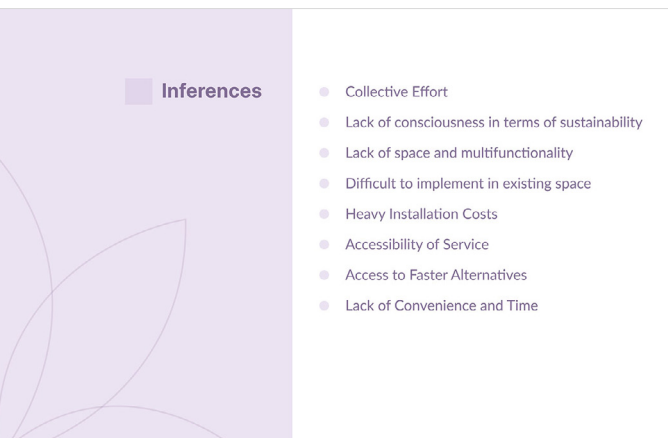 Inferences
Collective Effort
Lack of consciousness in terms of sustainability
Lack of space and multifunctionality
Difficult to implement in existing space
Heavy Installation Costs
Accessibility of Service
Access to Faster Alternatives
Lack of Convenience and Time